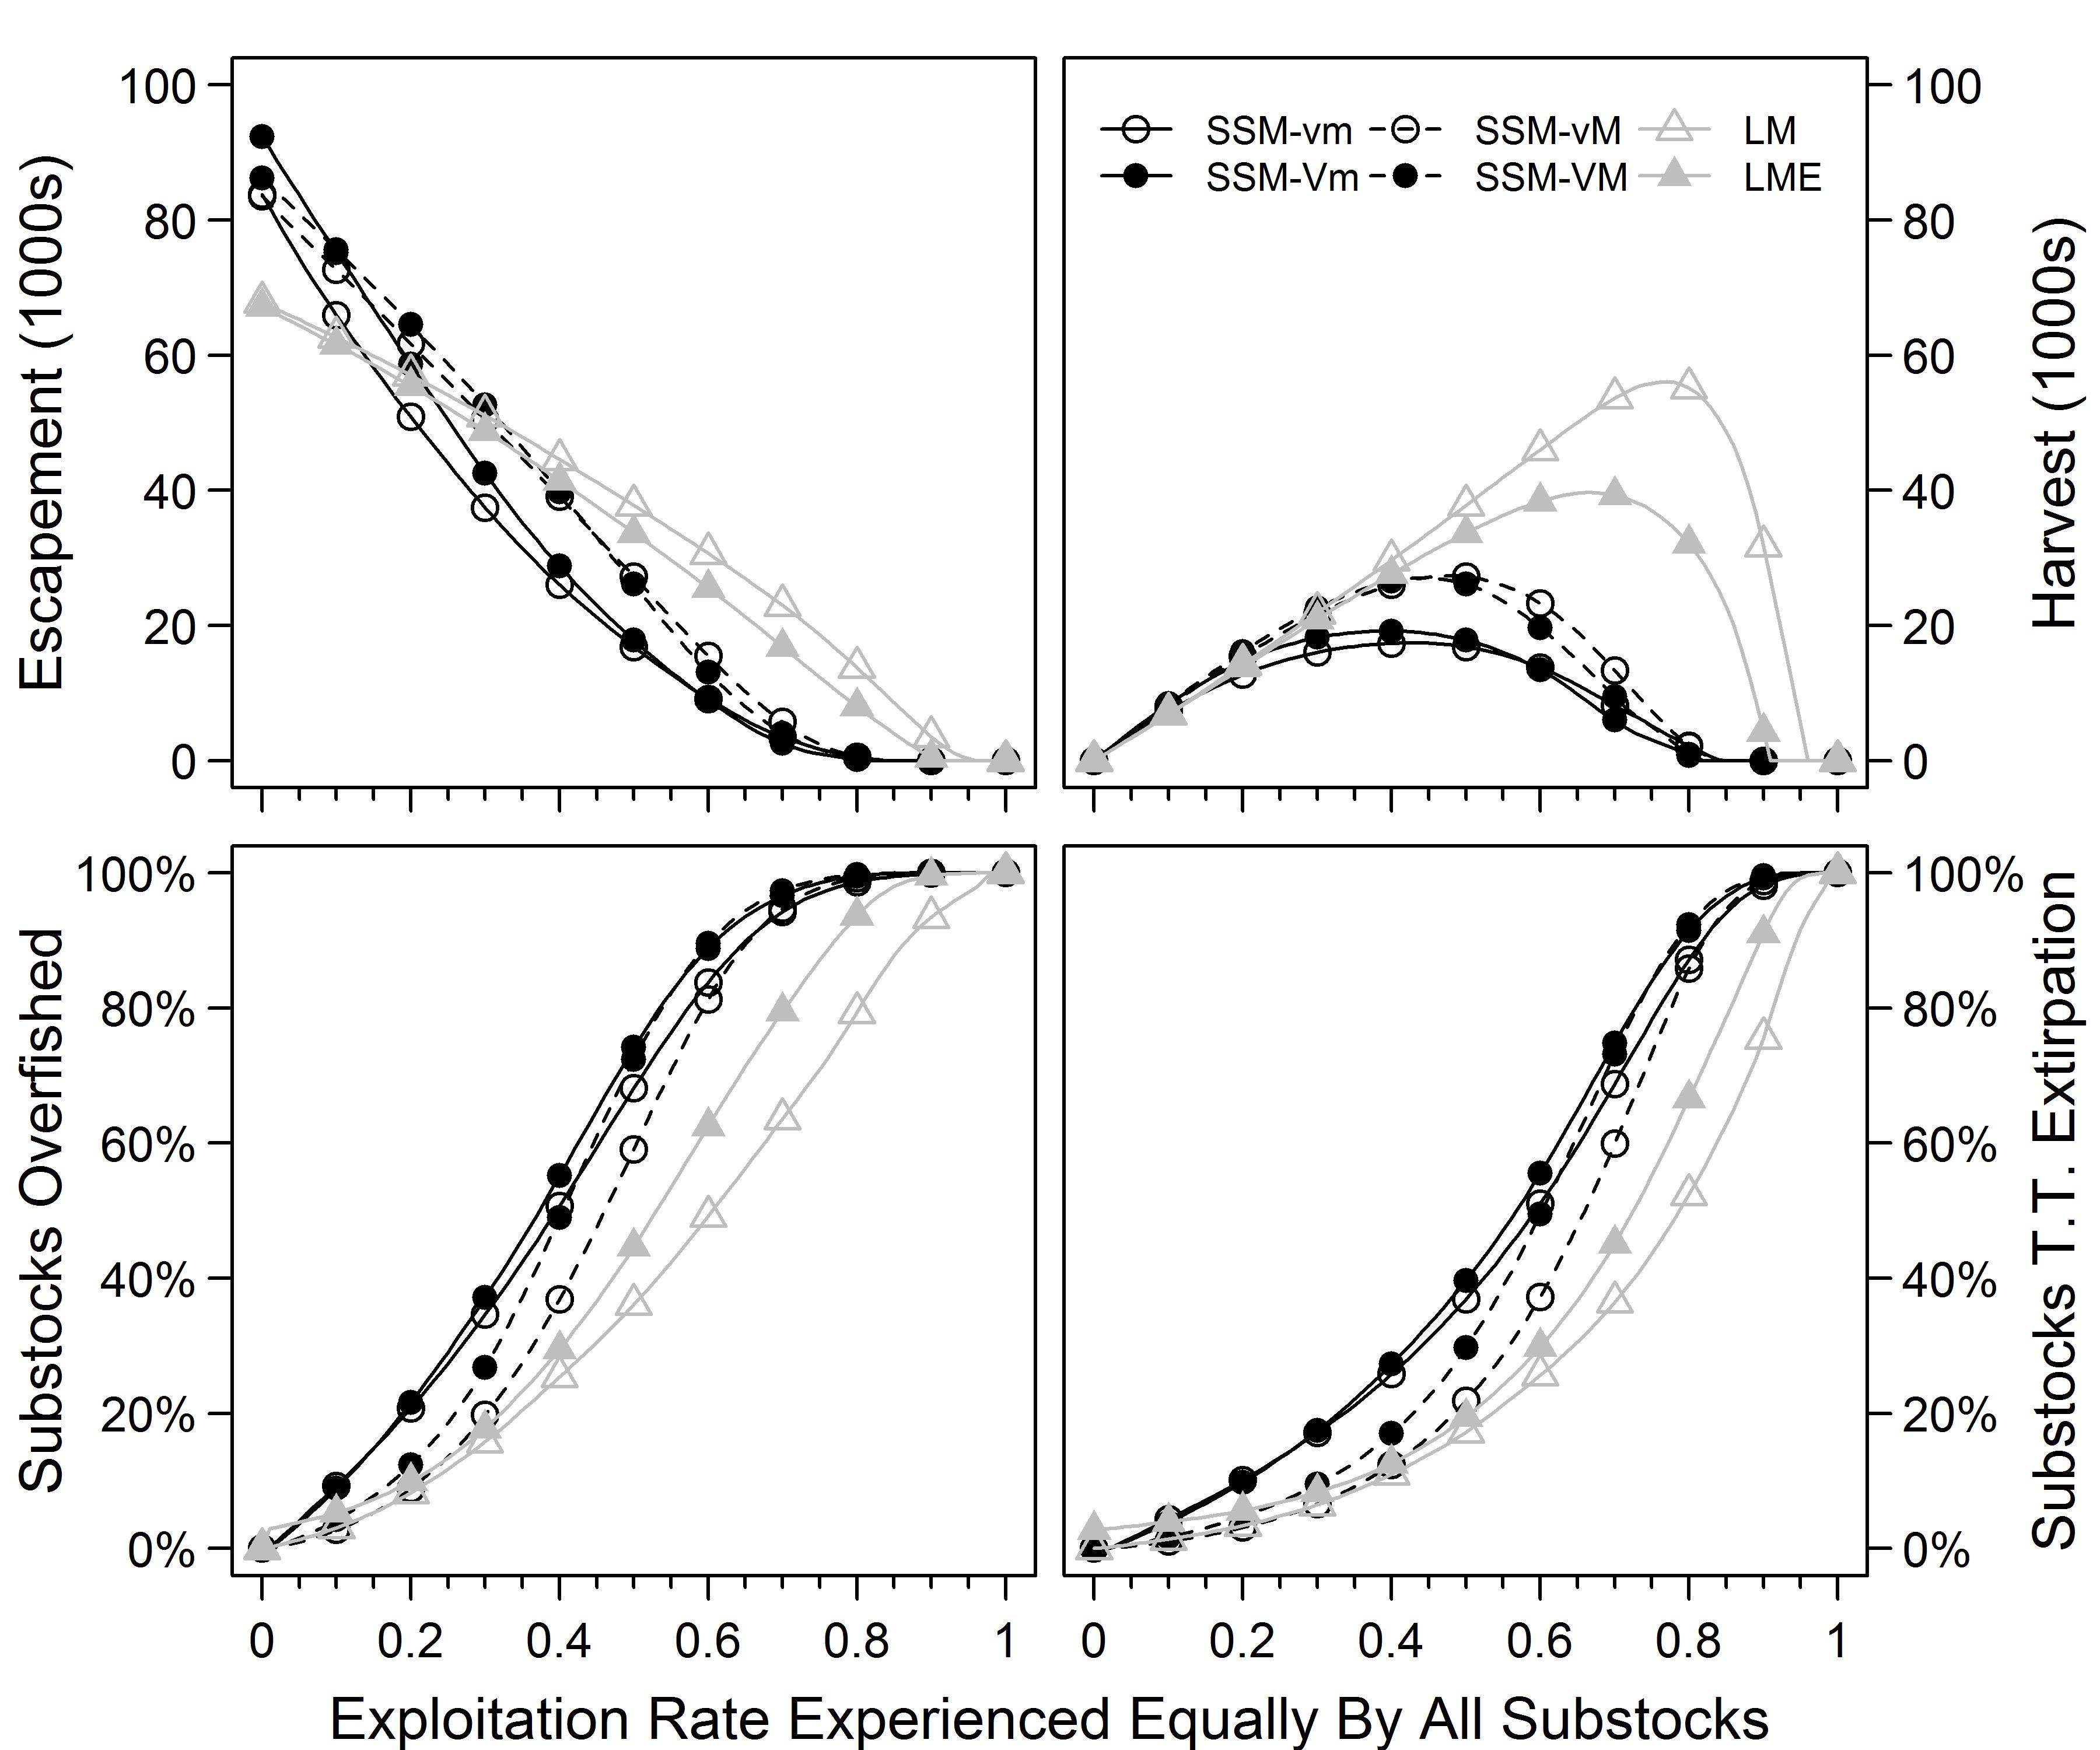 Escapement (1000s)
100
80
60
40
20
0
SSM-vm SSM-vM LM
SSM-Vm SSM-VM LME
100
80
60
40
20
0
Harvest (1000s)
Substocks Overfished
100%
80%
60%
40%
20%
0%
100%
80%
60%
40%
20%
0%
Substocks T.T. Extirpation
0 0.2 0.4 0.6 0.8 1
0 0.2 0.4 0.6 0.8 1
Exploitation Rate Experienced Equally By All Substocks